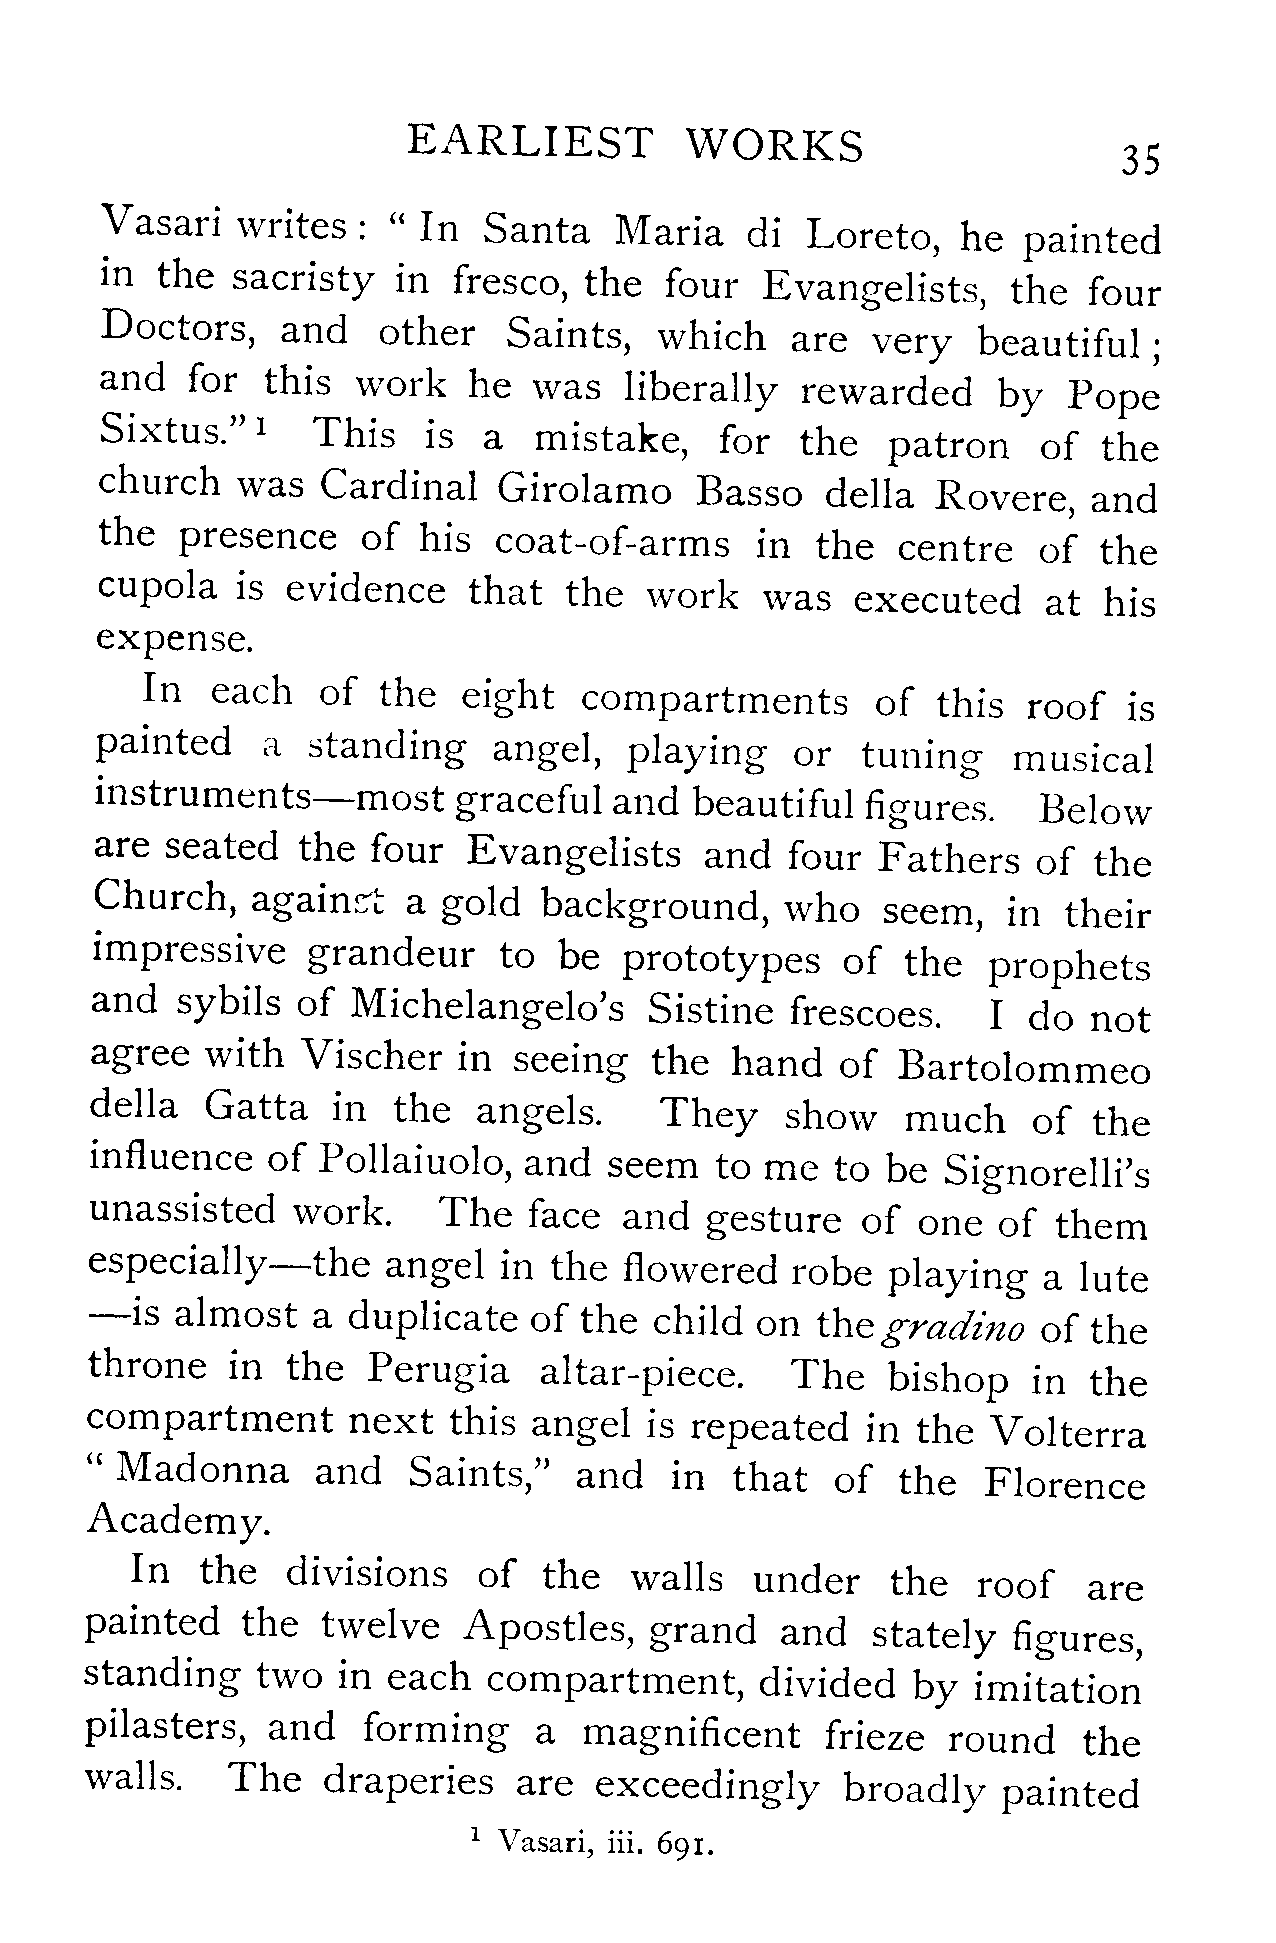 EARLIEST WORKS
35
Vasari writes : “ In Santa Maria di Loreto, he painted
in the sacristy in fresco, the four Evangelists, the four
Doctors, and other Saints, which are very beautiful ;
and for this work he was liberally rewarded by Pope
Sixtus.” ¹ This is a mistake, for the patron of the
church was Cardinal Girolamo Basso della Rovere, and
the presence of his coat-of-arms in the centre of the
cupola is evidence that the work was executed at his
expense.
In each of the eight compartments of this roof is
painted a standing angel, playing or tuning musical
instruments—most graceful and beautiful figures. Below
are seated the four Evangelists and four Fathers of the
Church, against a gold background, who seem, in their
impressive grandeur to be prototypes of the prophets
and sybils of Michelangelo’s Sistine frescoes. I do not
agree with Vischer in seeing the hand of Bartolommeo
della Gatta in the angels. They show much of the
influence of Pollaiuolo, and seem to me to be Signorelli’s
unassisted work. The face and gesture of one of them
especially—the angel in the flowered robe playing a lute
—is almost a duplicate of the child on the gradino of the
throne in the Perugia altar-piece. The bishop in the
compartment next this angel is repeated in the Volterra
“ Madonna and Saints,” and in that of the Florence
Academy.
In the divisions of the walls under the roof are
painted the twelve Apostles, grand and stately figures,
standing two in each compartment, divided by imitation
pilasters, and forming a magnificent frieze round the
walls. The draperies are exceedingly broadly painted
¹ Vasari, iii. 691.